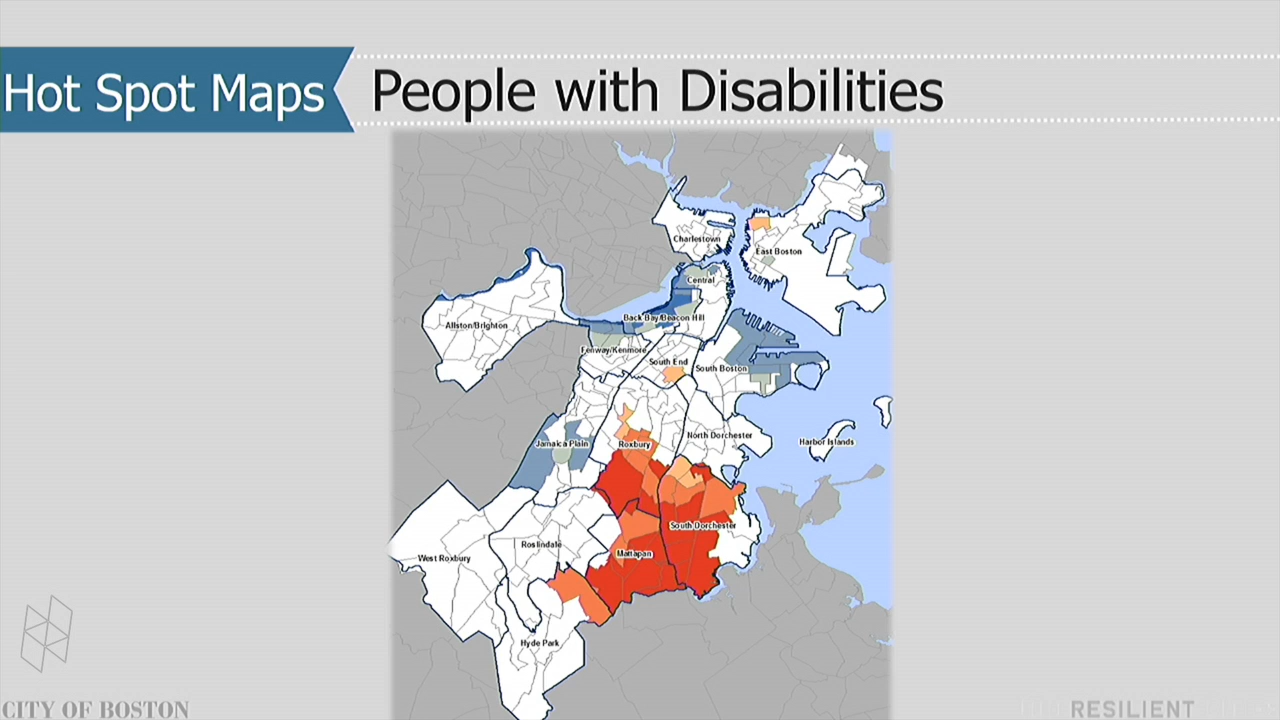 Hot Spot Maps
People with Disabilities
Charlestown
East Boston
Central
Back Bay/Beacon Hill
Allston/Brighton
Fenway/Kenmore
South End
South Boston
Jamaica Plain
Roxbury
North Dorchester
Harbor Islands
South Dorchester
Roslindale
Mattapan
West Roxbury
Hyde Park
CITY OF BOSTON
RESILIENT